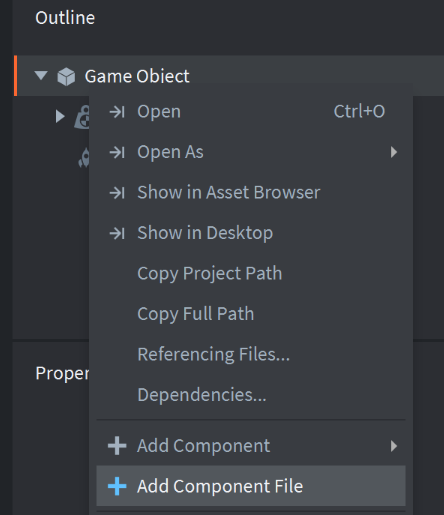 Outline
Game Object
Open Ctrl+O
Open As
Show in Asset Browser
Show in Desktop
Copy Project Path
Copy Full Path
Referencing Files...
Dependencies...
Proper
Add Component
Add Component File